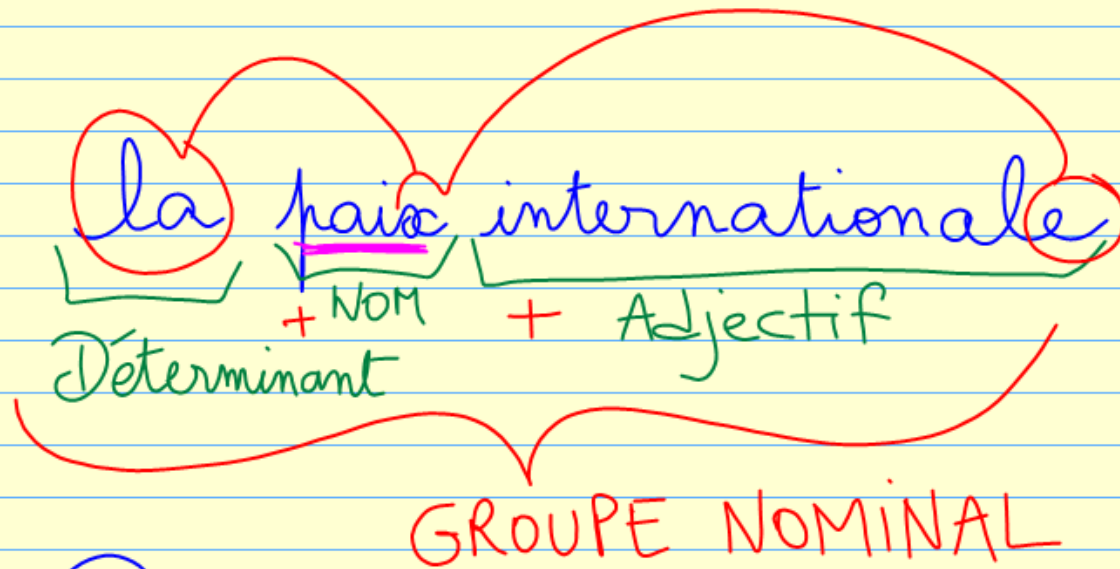 la paix internationale
+ NOM + Adjectif
Déterminant
GROUPE NOMINAL